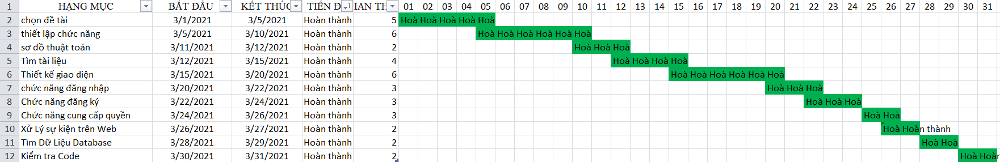 1 HẠNG MỤC BẮT ĐẦU KẾT THÚC TIẾN Đ IAN TH 01 02 03 04 05 06 07 08 09 10 11 12 13 14 15 16 17 18 19 20 21 22 23 24 25 26 27 28 29 30 31
2 chọn đề tài 3/1/2021 3/5/2021 Hoàn thành 5 Hoà Hoà Hoà Hoà Hoà
3 thiết lập chức năng 3/5/2021 3/10/2021 Hoàn thành 6 Hoà Hoà Hoà Hoà Hoà Hoà
4 sơ đồ thuật toán 3/11/2021 3/12/2021 Hoàn thành 2 Hoà Hoà Hoà
5 Tìm tài liệu 3/12/2021 3/15/2021 Hoàn thành 4 Hoà Hoà Hoà Hoà
6 Thiết kế giao diện 3/15/2021 3/20/2021 Hoàn thành 6 Hoà Hoà Hoà Hoà Hoà Hoà
7 chức năng đăng nhập 3/20/2021 3/22/2021 Hoàn thành 3 Hoà Hoà Hoà
8 Chức năng đăng ký 3/22/2021 3/24/2021 Hoàn thành 3 Hoà Hoà Hoà
9 Chức năng cung cấp quyền 3/24/2021 3/26/2021 Hoàn thành 3 Hoà Hoà
10 Xử Lý sự kiện trên Web 3/26/2021 3/27/2021 Hoàn thành 2 Hoà Hoàn thành
11 Tìm Dữ Liệu Database 3/28/2021 3/29/2021 Hoàn thành 2 Hoà Hoà
12 Kiểm tra Code 3/30/2021 3/31/2021 Hoàn thành 2 Hoà Hoàn